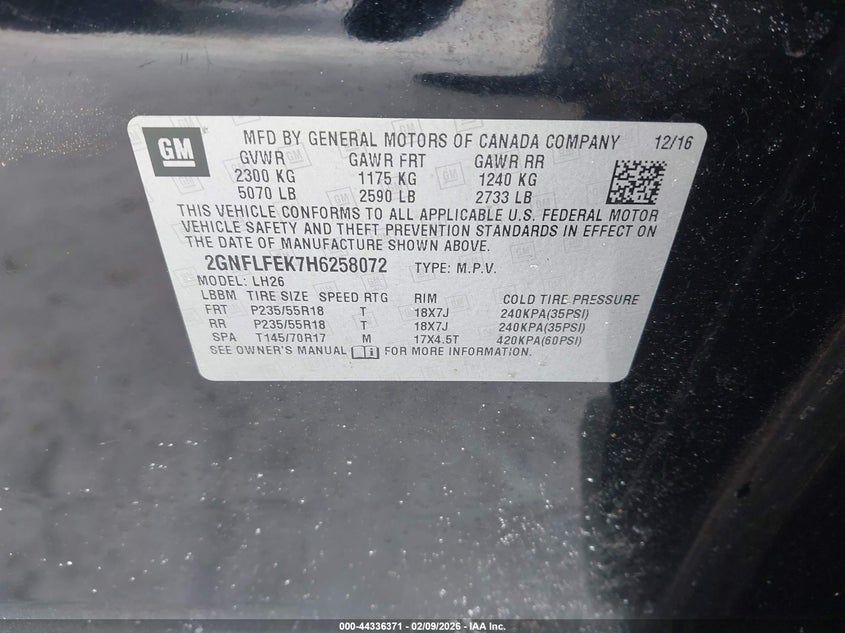 GM MFD BY GENERAL MOTORS OF CANADA COMPANY 12/16
GVWR GAWR FRT GAWR RR
2300 KG 1175 KG 1240 KG
5070 LB 2590 LB 2733 LB
THIS VEHICLE CONFORMS TO ALL APPLICABLE U.S. FEDERAL MOTOR
VEHICLE SAFETY AND THEFT PREVENTION STANDARDS IN EFFECT ON
THE DATE OF MANUFACTURE SHOWN ABOVE.
2GNFLFEK7H6258072 TYPE: M.P.V.
MODEL: LH26
LBBM TIRE SIZE SPEED RTG RIM COLD TIRE PRESSURE
FRT P235/55R18 T 18X7J 240KPA(35PSI)
RR P235/55R18 T 18X7J 240KPA(35PSI)
SPA T145/70R17 M 17X4.5T 420KPA(60PSI)
SEE OWNER'S MANUAL FOR MORE INFORMATION.
000-44336371 | 02/09/2026 - IAA Inc.